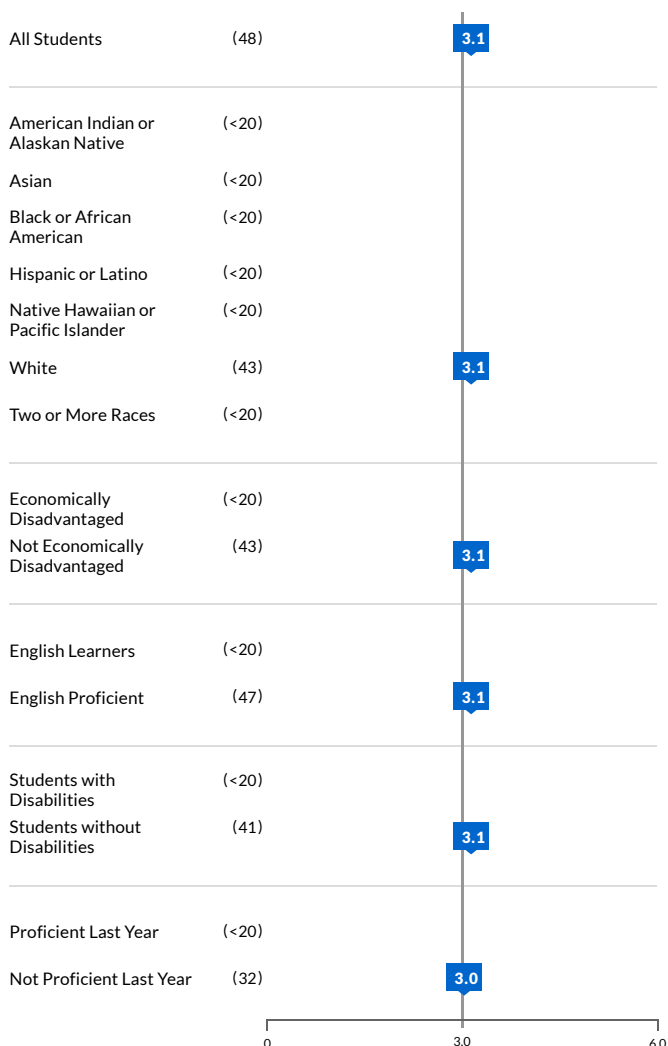 All Students (48) 3.1
American Indian or (<20)
Alaskan Native
Asian (<20)
Black or African (<20)
American
Hispanic or Latino (<20)
Native Hawaiian or (<20)
Pacific Islander
White (43) 3.1
Two or More Races (<20)
Economically (<20)
Disadvantaged
Not Economically (43) 3.1
Disadvantaged
English Learners (<20)
English Proficient (47) 3.1
Students with (<20)
Disabilities
Students without (41) 3.1
Disabilities
Proficient Last Year (<20)
Not Proficient Last Year (32) 3.0
0 3.0 6.0